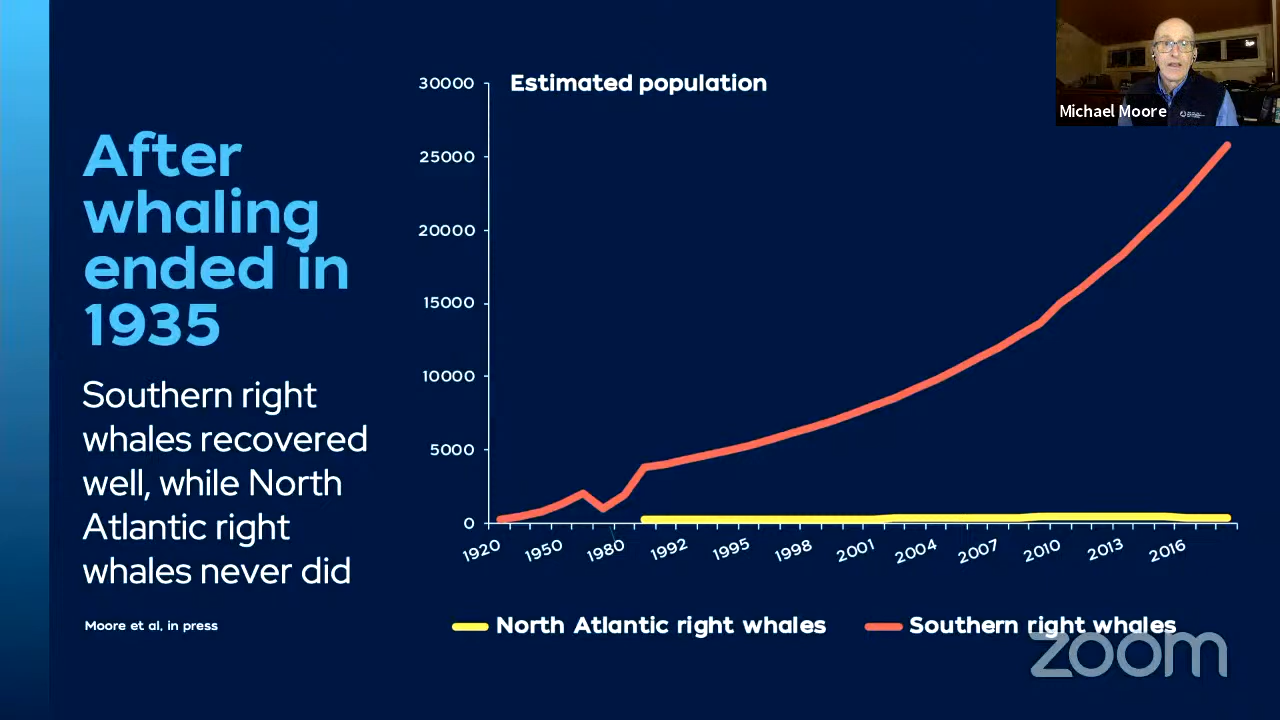 Michael Moore
After
whaling
ended in
1935
Southern right
whales recovered
well, while North
Atlantic right
whales never did
Moore et al, in press
Estimated population
30000
25000
20000
15000
10000
5000
0
1920 1950 1980 1992 1995 1998 2001 2004 2007 2010 2013 2016
North Atlantic right whales Southern right whales
zoom